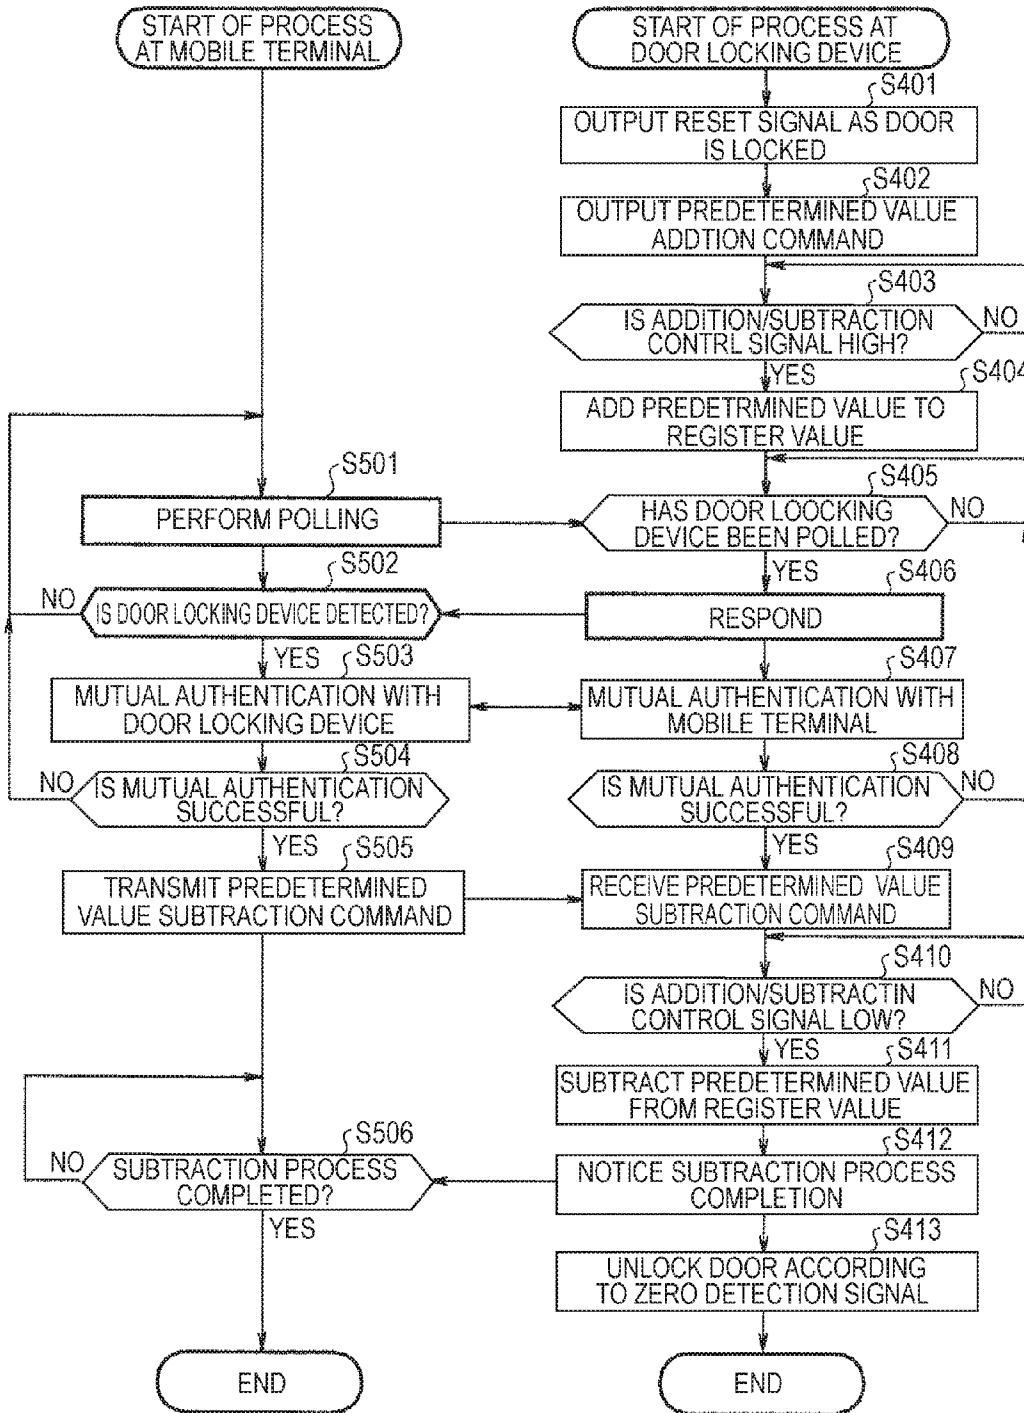 START OF PROCESS
AT MOBILE TERMINAL
START OF PROCESS AT
DOOR LOCKING DEVICE
S401
OUTPUT RESET SIGNAL AS DOOR
IS LOCKED
S402
OUTPUT PREDETERMINED VALUE
ADDTION COMMAND
S403
IS ADDITION/SUBTRACTION
CONTRL SIGNAL HIGH?
NO
YES
S404
ADD PREDETRMINED VALUE TO
REGISTER VALUE
S501
PERFORM POLLING
S405
HAS DOOR LOOCKING
DEVICE BEEN POLLED?
NO
YES
S502
IS DOOR LOCKING DEVICE DETECTED?
NO
YES
S406
RESPOND
S503
MUTUAL AUTHENTICATION WITH
DOOR LOCKING DEVICE
S407
MUTUAL AUTHENTICATION WITH
MOBILE TERMINAL
S504
IS MUTUAL AUTHENTICATION
SUCCESSFUL?
NO
YES
S408
IS MUTUAL AUTHENTICATION
SUCCESSFUL?
NO
YES
S505
TRANSMIT PREDETERMINED
VALUE SUBTRACTION COMMAND
S409
RECEIVE PREDETERMINED VALUE
SUBTRACTION COMMAND
S410
IS ADDITION/SUBTRACTIN
CONTROL SIGNAL LOW?
NO
YES
S411
SUBTRACT PREDETERMINED VALUE
FROM REGISTER VALUE
S506
SUBTRACTION PROCESS
COMPLETED?
NO
YES
S412
NOTICE SUBTRACTION PROCESS
COMPLETION
S413
UNLOCK DOOR ACCORDING
TO ZERO DETECTION SIGNAL
END
END